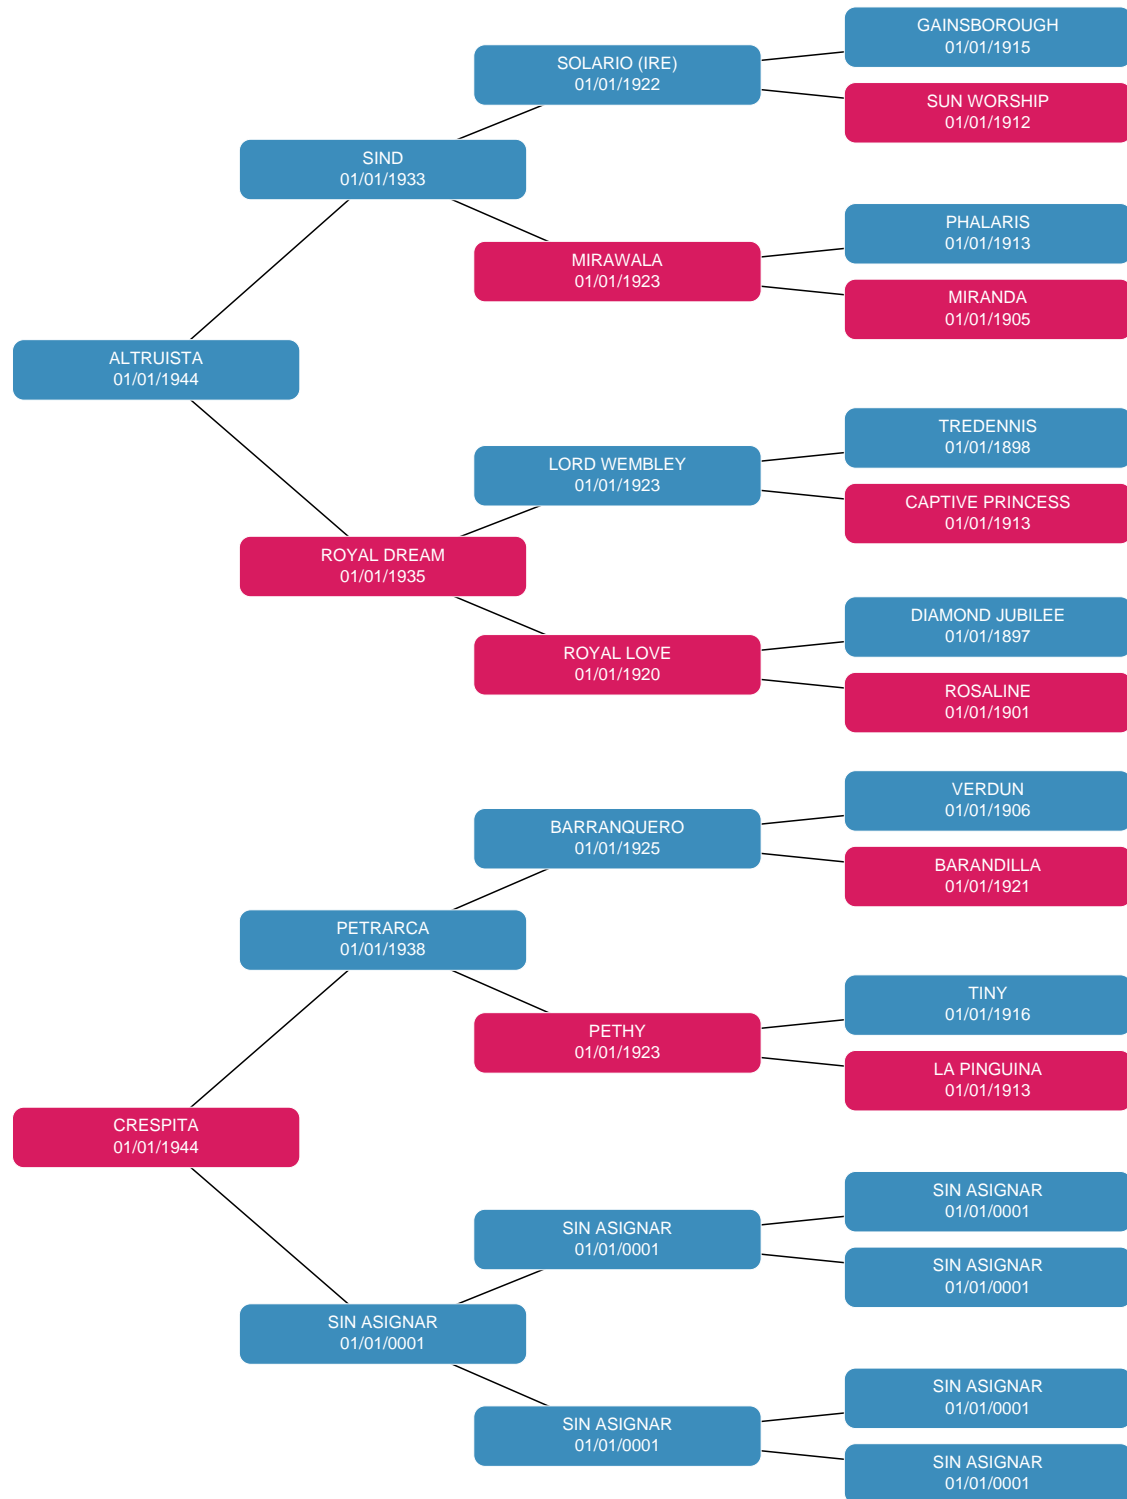 GAINSBOROUGH
01/01/1915
SOLARIO (IRE)
01/01/1922
SUN WORSHIP
01/01/1912
SIND
01/01/1933
PHALARIS
01/01/1913
MIRAWALA
01/01/1923
MIRANDA
01/01/1905
ALTRUISTA
01/01/1944
TREDENNIS
01/01/1898
LORD WEMBLEY
01/01/1923
CAPTIVE PRINCESS
01/01/1913
ROYAL DREAM
01/01/1935
DIAMOND JUBILEE
01/01/1897
ROYAL LOVE
01/01/1920
ROSALINE
01/01/1901
VERDUN
01/01/1906
BARRANQUERO
01/01/1925
BARANDILLA
01/01/1921
PETRARCA
01/01/1938
TINY
01/01/1916
PETHY
01/01/1923
LA PINGUINA
01/01/1913
CRESPITA
01/01/1944
SIN ASIGNAR
01/01/0001
SIN ASIGNAR
01/01/0001
SIN ASIGNAR
01/01/0001
SIN ASIGNAR
01/01/0001
SIN ASIGNAR
01/01/0001
SIN ASIGNAR
01/01/0001
SIN ASIGNAR
01/01/0001